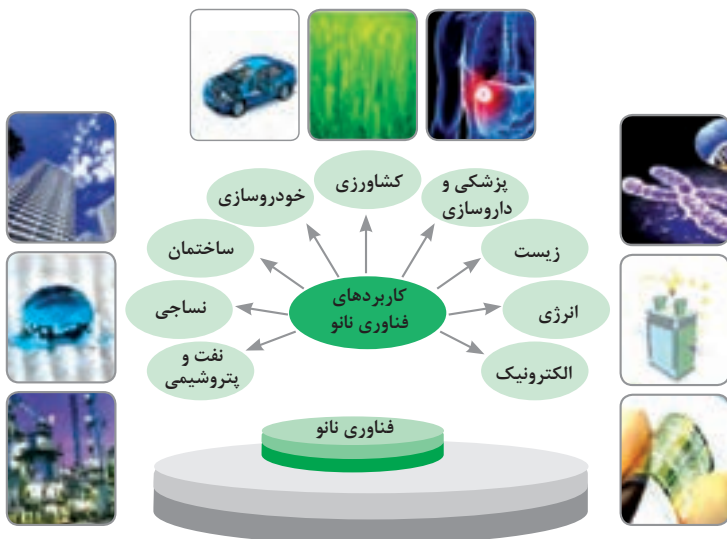 کشاورزی
پزشکی و
داروسازی
خودروسازی
زیست
ساختمان
کاربردهای
فناوری نانو
انرژی
نساجی
الکترونیک
نفت و
پتروشیمی
فناوری نانو